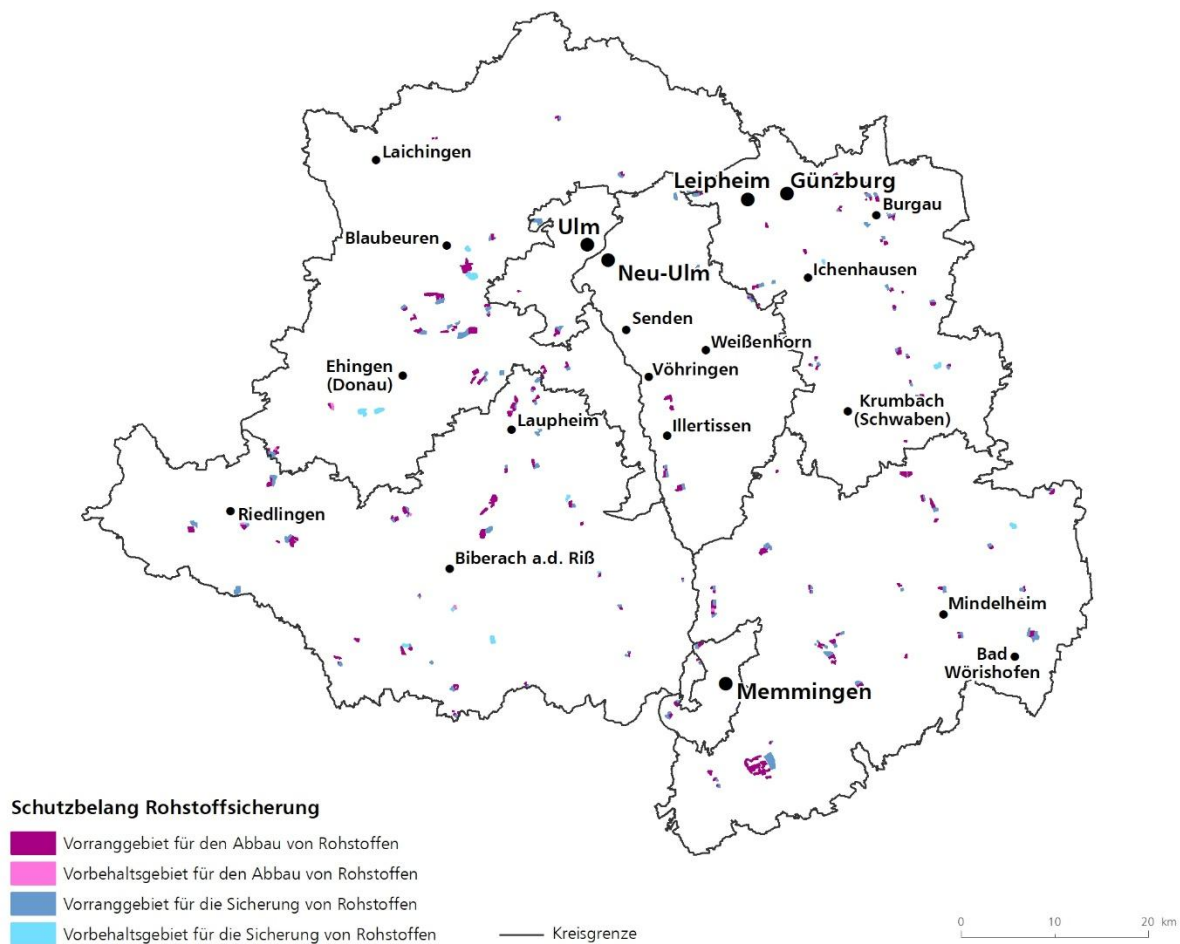 Laichingen
Leipheim
Günzburg
Burgau
Blaubeuren
Ulm
Neu-Ulm
Ichenhausen
Senden
Weißenhorn
Ehingen
(Donau)
Vöhringen
Krumbach
(Schwaben)
Laupheim
Illertissen
Riedlingen
Biberach a.d. Riß
Mindelheim
Bad
Wörishofen
Memmingen
Schutzbelang Rohstoffsicherung
Vorranggebiet für den Abbau von Rohstoffen
Vorbehaltsgebiet für den Abbau von Rohstoffen
Vorranggebiet für die Sicherung von Rohstoffen
Vorbehaltsgebiet für die Sicherung von Rohstoffen
Kreisgrenze
0 10 20 km